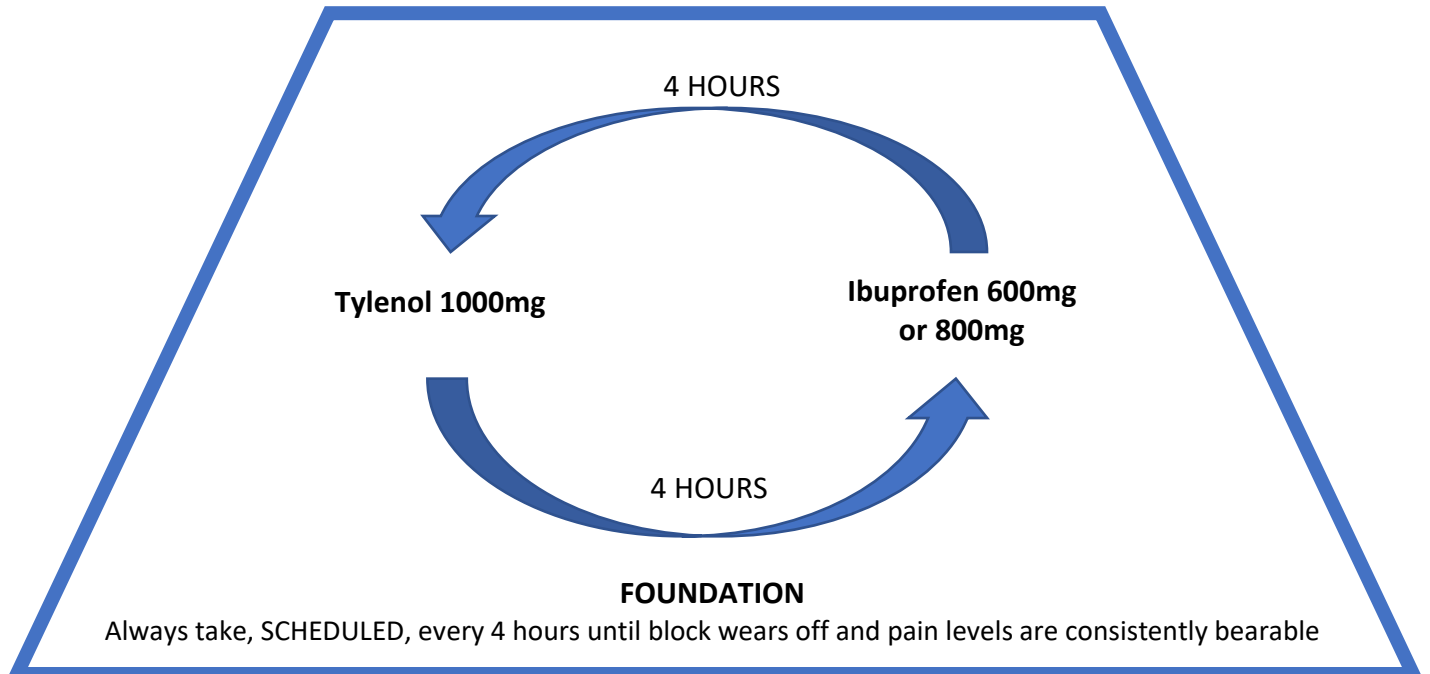 4 HOURS
Tylenol 1000mg
Ibuprofen 600mg
or 800mg
4 HOURS
FOUNDATION
Always take, SCHEDULED, every 4 hours until block wears off and pain levels are consistently bearable